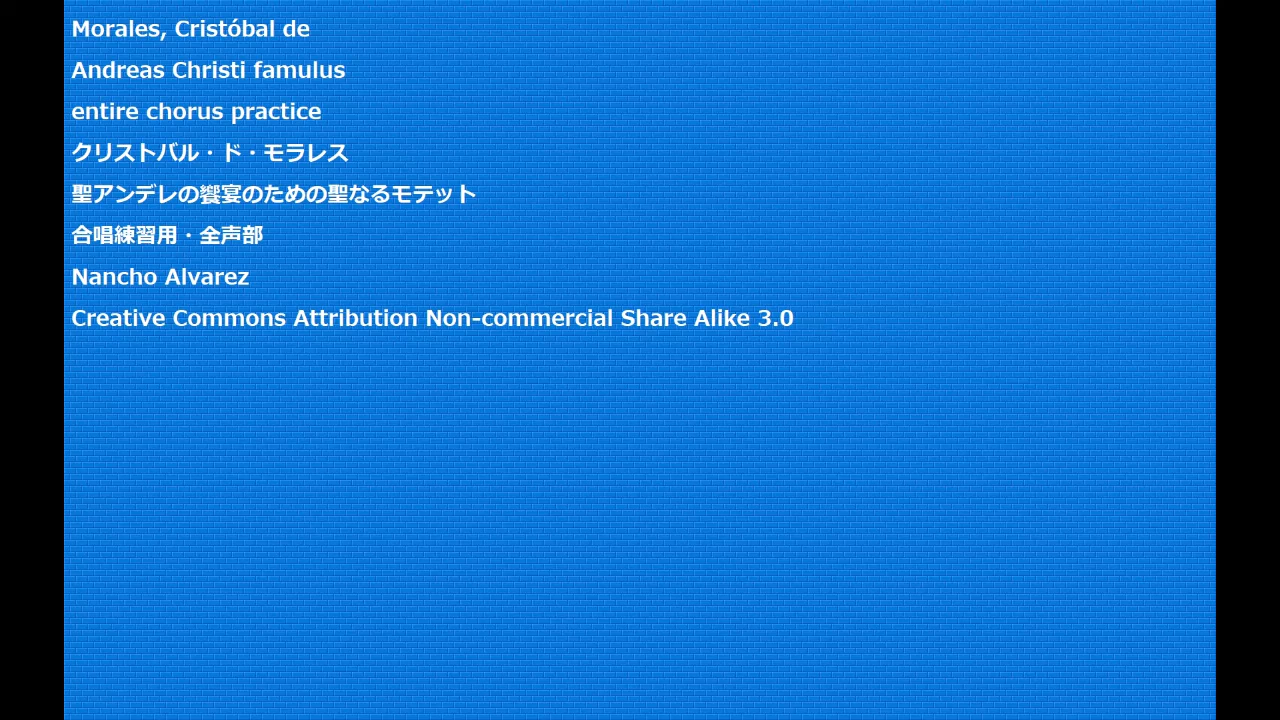 Morales, Cristóbal de
Andreas Christi famulus
entire chorus practice
クリストバル・ド・モラレス
聖アンデレの饗宴のための聖なるモテット
合唱練習用・全声部
Nancho Alvarez
Creative Commons Attribution Non-commercial Share Alike 3.0